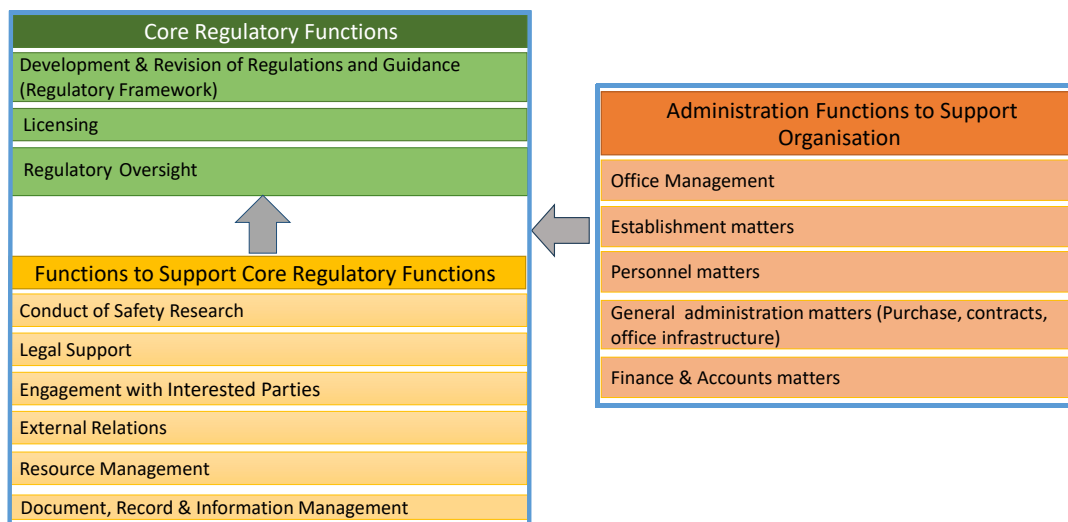 Core Regulatory Functions
Development & Revision of Regulations and Guidance
(Regulatory Framework)
Licensing
Regulatory Oversight
Functions to Support Core Regulatory Functions
Conduct of Safety Research
Legal Support
Engagement with Interested Parties
External Relations
Resource Management
Document, Record & Information Management
Administration Functions to Support
Organisation
Office Management
Establishment matters
Personnel matters
General administration matters (Purchase, contracts,
office infrastructure)
Finance & Accounts matters